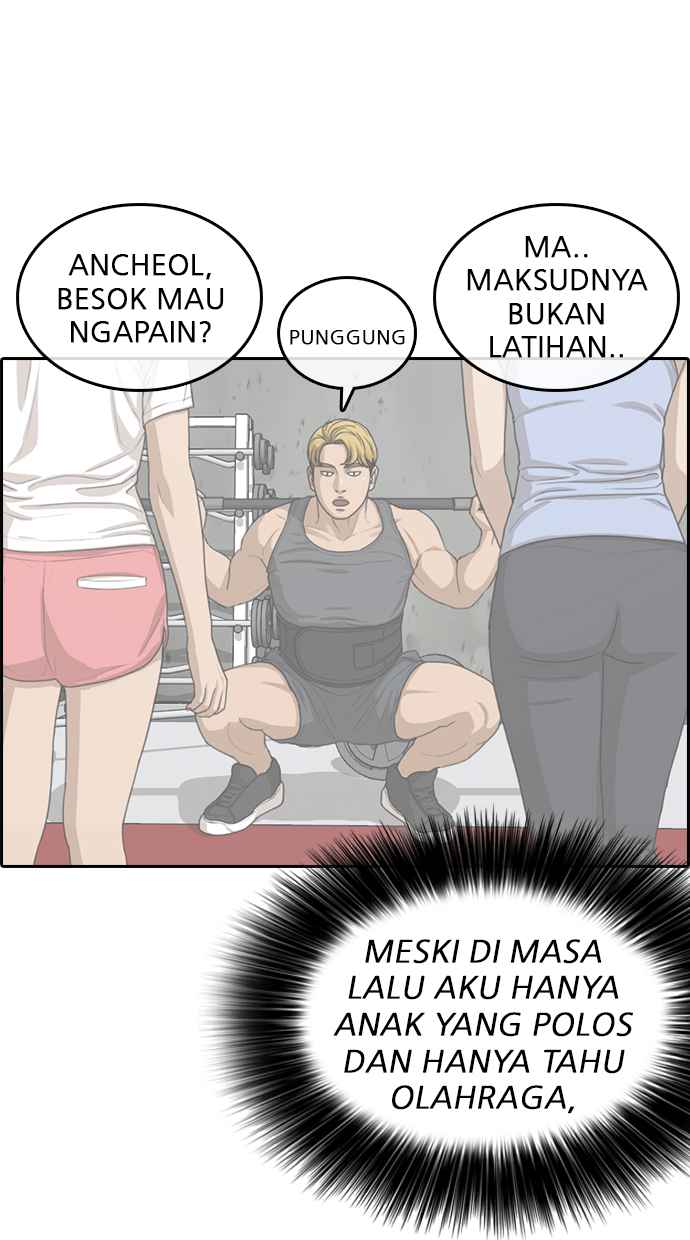 ANCHEOL,
BESOK MAU
NGAPAIN?
PUNGGUNG
MA..
MAKSUDNYA
BUKAN
LATIHAN..
MESKI DI MASA
LALU AKU HANYA
ANAK YANG POLOS
DAN HANYA TAHU
OLAHRAGA,